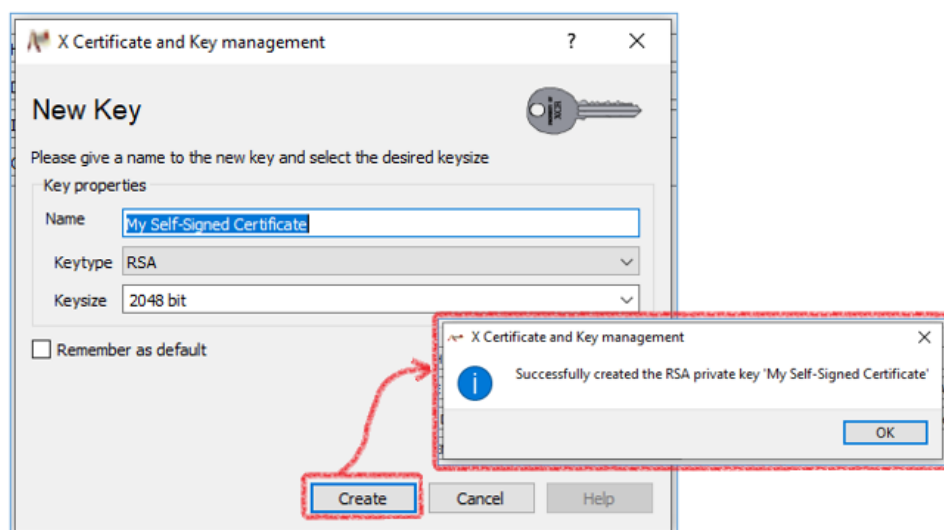 X Certificate and Key management
New Key
Please give a name to the new key and select the desired keysize
Key properties
Name My Self-Signed Certificate
Keytype RSA
Keysize 2048 bit
Remember as default
X Certificate and Key management
Successfully created the RSA private key 'My Self-Signed Certificate'
OK
Create Cancel Help